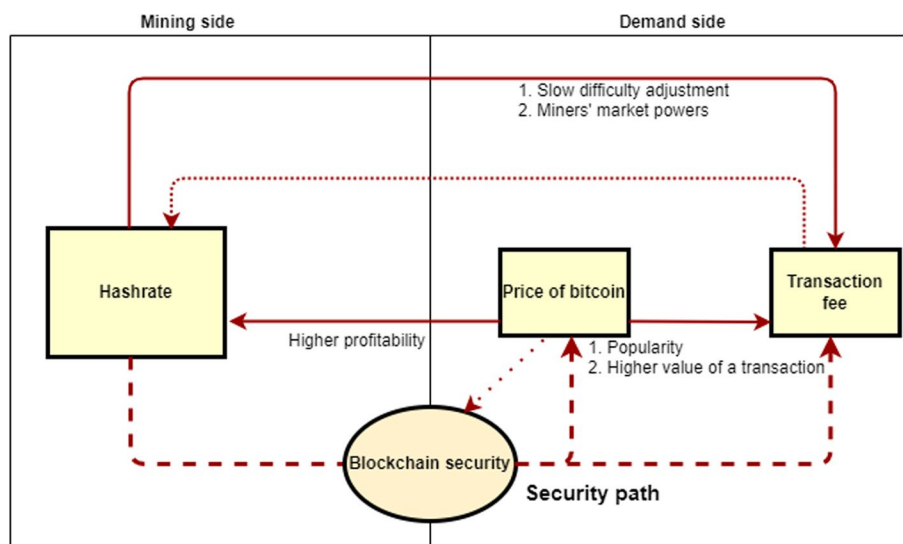 Mining side
Demand side
1. Slow difficulty adjustment
2. Miners' market powers
Hashrate
Price of bitcoin
Transaction
fee
Higher profitability
1. Popularity
2. Higher value of a transaction
Blockchain security
Security path